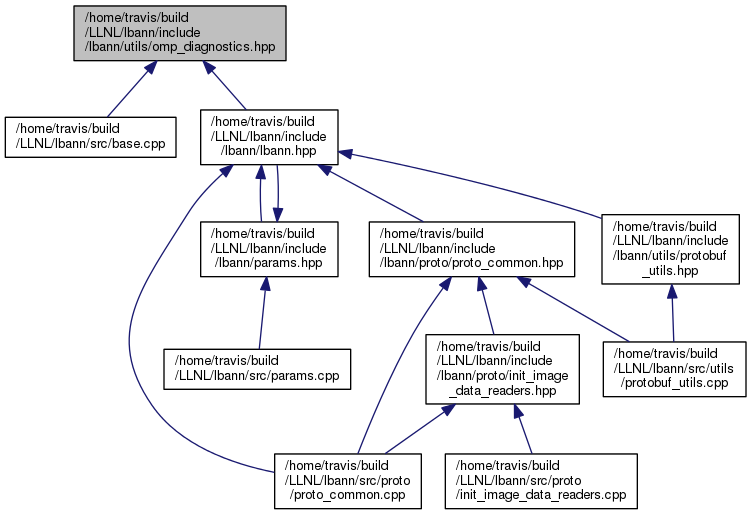 /home/travis/build
/LLNL/lbann/include
/lbann/utils/omp_diagnostics.hpp
/home/travis/build
/LLNL/lbann/src/base.cpp
/home/travis/build
/LLNL/lbann/include
/lbann/lbann.hpp
/home/travis/build
/LLNL/lbann/include
/lbann/params.hpp
/home/travis/build
/LLNL/lbann/include
/lbann/proto/proto_common.hpp
/home/travis/build
/LLNL/lbann/include
/lbann/utils/protobuf
_utils.hpp
/home/travis/build
/LLNL/lbann/src/params.cpp
/home/travis/build
/LLNL/lbann/include
/lbann/proto/init_image
_data_readers.hpp
/home/travis/build
/LLNL/lbann/src/utils
/protobuf_utils.cpp
/home/travis/build
/LLNL/lbann/src/proto
/proto_common.cpp
/home/travis/build
/LLNL/lbann/src/proto
/init_image_data_readers.cpp